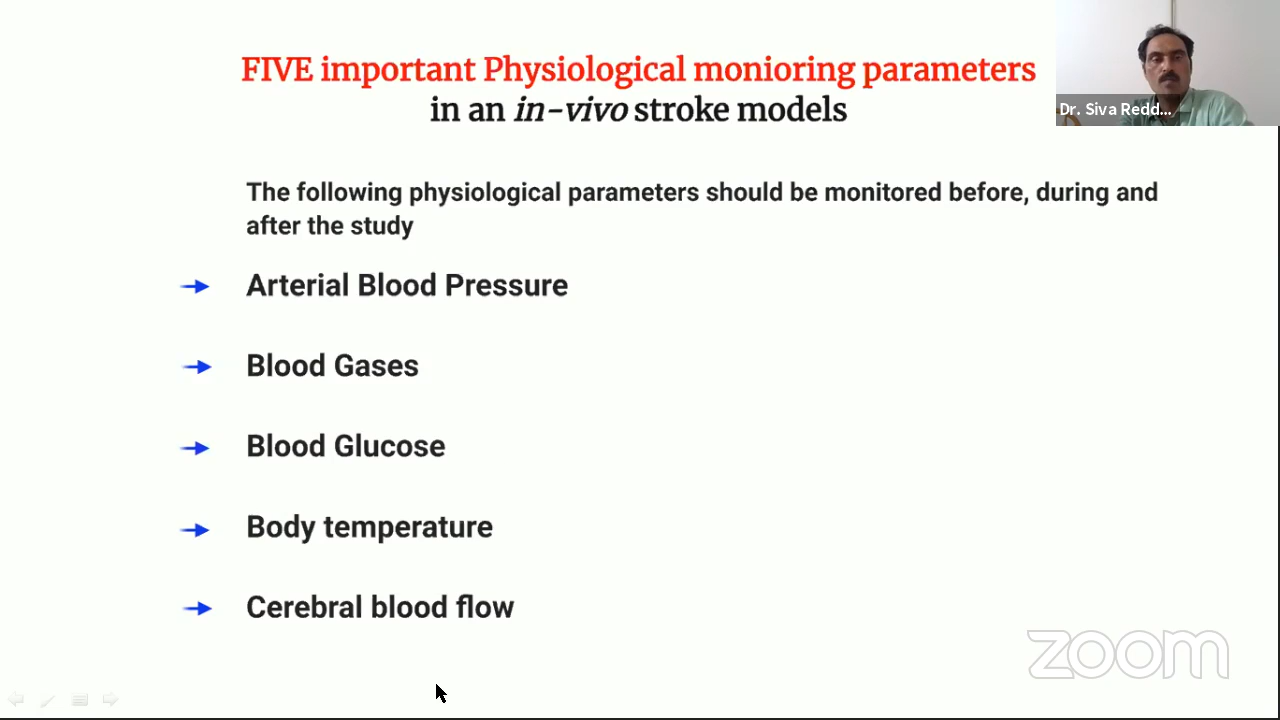 FIVE important Physiological monioring parameters
in an in-vivo stroke models
Dr. Siva Redd...
The following physiological parameters should be monitored before, during and
after the study
Arterial Blood Pressure
Blood Gases
Blood Glucose
Body temperature
Cerebral blood flow
zoom